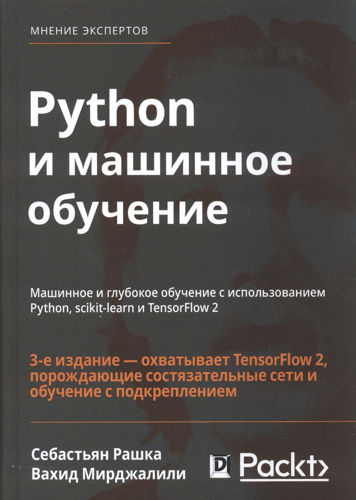 МНЕНИЕ ЭКСПЕРТОВ
Python
и машинное
обучение
Машинное и глубокое обучение с использованием
Python, scikit-learn и TensorFlow 2
3-е издание — охватывает TensorFlow 2,
порождающие состязательные сети и
обучение с подкреплением
Себастьян Рашка
Вахид Мирджалили
Д
Packt>